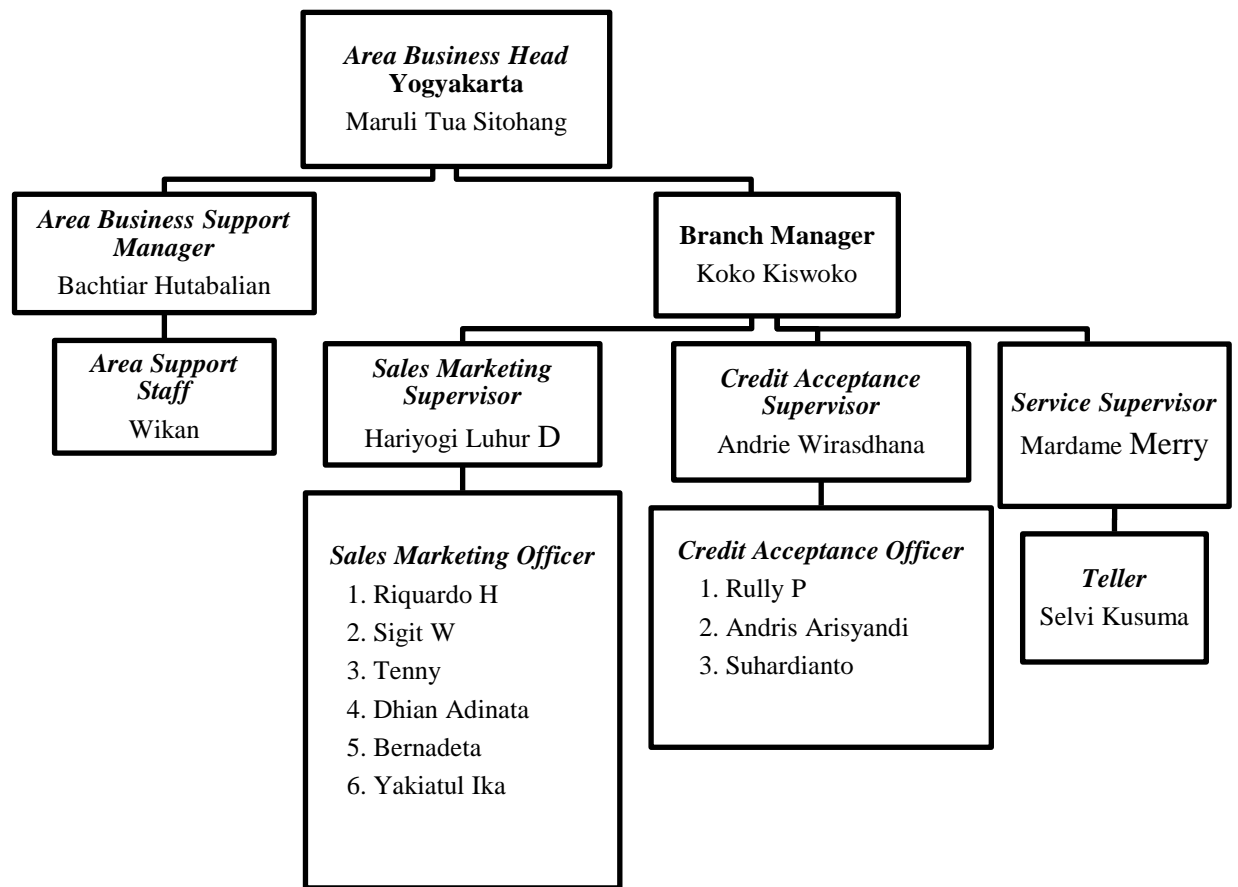 Area Business Head
Yogyakarta
Maruli Tua Sitohang
Area Business Support
Manager
Bachtiar Hutabalian
Branch Manager
Koko Kiswoko
Area Support
Staff
Wikan
Sales Marketing
Supervisor
Hariyogi Luhur D
Credit Acceptance
Supervisor
Andrie Wirasdhana
Service Supervisor
Mardame Merry
Sales Marketing Officer
1. Riquardo H
2. Sigit W
3. Tenny
4. Dhian Adinata
5. Bernadeta
6. Yakiatul Ika
Credit Acceptance Officer
1. Rully P
2. Andris Arisyandi
3. Suhardianto
Teller
Selvi Kusuma